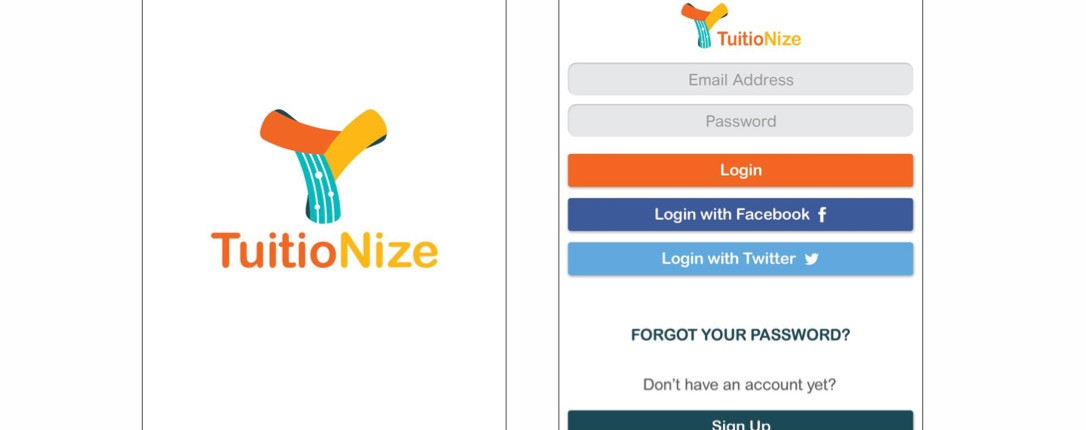 TuitioNize
TuitioNize
Email Address
Password
Login
Login with Facebook
Login with Twitter
FORGOT YOUR PASSWORD?
Don't have an account yet?
Sign Up